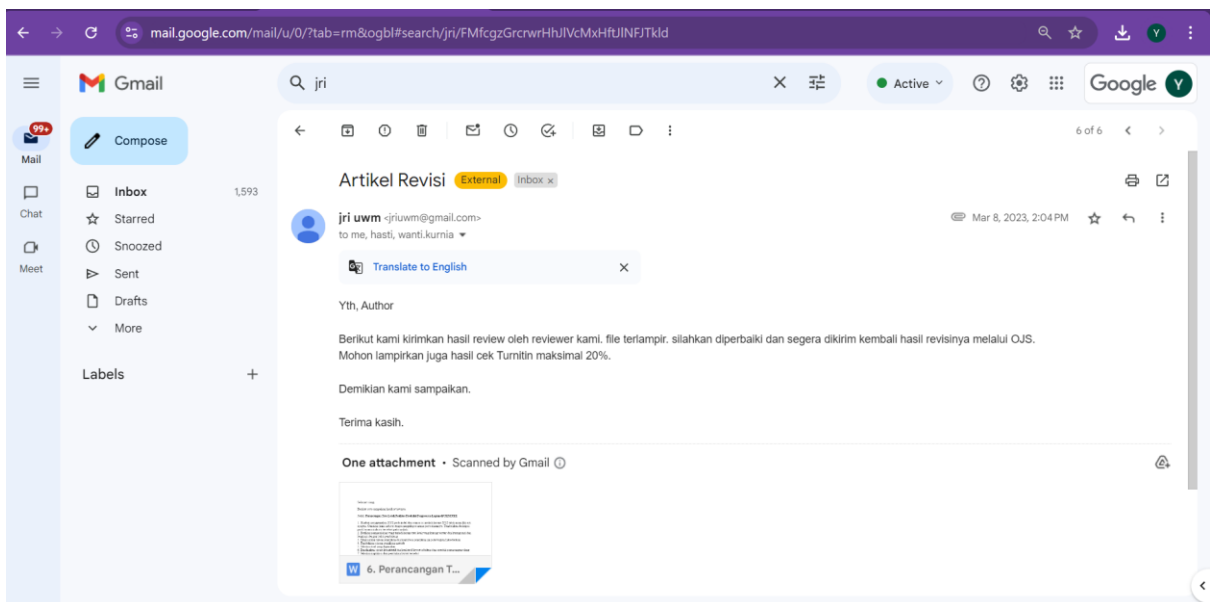 mail.google.com/mail/u/0/?tab=rm&ogbl#search/jri/FMfcgzGrcrwrHhJlVcMxHftJlNFJTkld
Y
Gmail
jri
Active
Google
Y
99+
Mail
Chat
Meet
Compose
Inbox 1,593
Starred
Snoozed
Sent
Drafts
More
Labels
6 of 6
Artikel Revisi External Inbox x
jri uwm <jriuwm@gmail.com> Mar 8, 2023, 2:04 PM
to me, hasti, wanti.kurnia
Translate to English
Yth, Author
Berikut kami kirimkan hasil review oleh reviewer kami. file terlampir. silahkan diperbaiki dan segera dikirim kembali hasil revisinya melalui OJS.
Mohon lampirkan juga hasil cek Turnitin maksimal 20%.
Demikian kami sampaikan.
Terima kasih.
One attachment • Scanned by Gmail
W 6. Perancangan T...